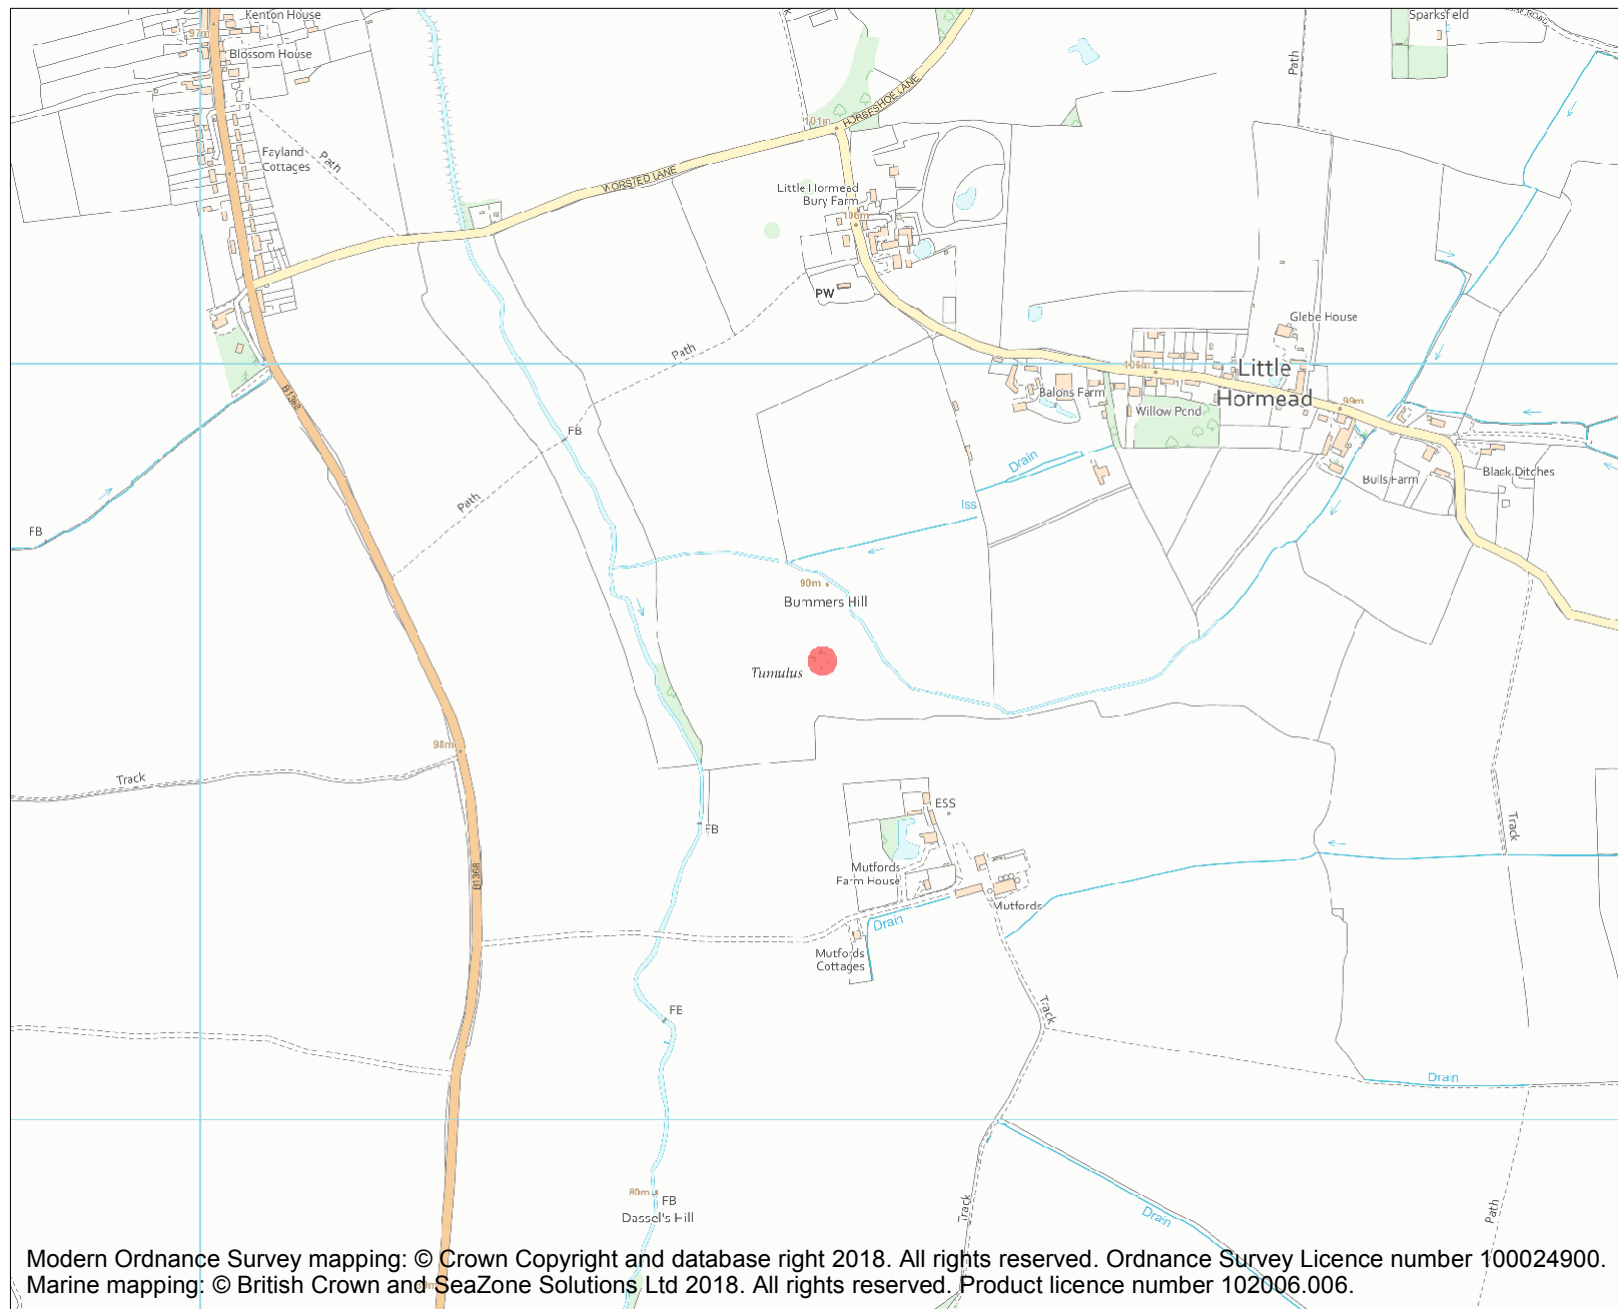 Kenton House
97m
Blossom House
Sparksfield
Path
HORSESHOE LANE
101m
Fayland
Cottages
Path
WORSTED LANE
Little Hormead
Bury Farm
106m
PW
Glebe House
Path
106m
Little
Hormead
B1368
Balons Farm
Willow Pond
99m
FB
Drain
Bulls Farm
Black Ditches
Path
Iss
FB
90m
Bummers Hill
Tumulus
98m
Track
ESS
FB
Track
B1368
Mutfords
Farm House
Mutfords
Drain
Mutfords
Cottages
FB
Track
Drain
80m
FB
Dassel's Hill
Track
Drain
Path
Modern Ordnance Survey mapping: © Crown Copyright and database right 2018. All rights reserved. Ordnance Survey Licence number 100024900.
Marine mapping: © British Crown and SeaZone Solutions Ltd 2018. All rights reserved. Product licence number 102006.006.